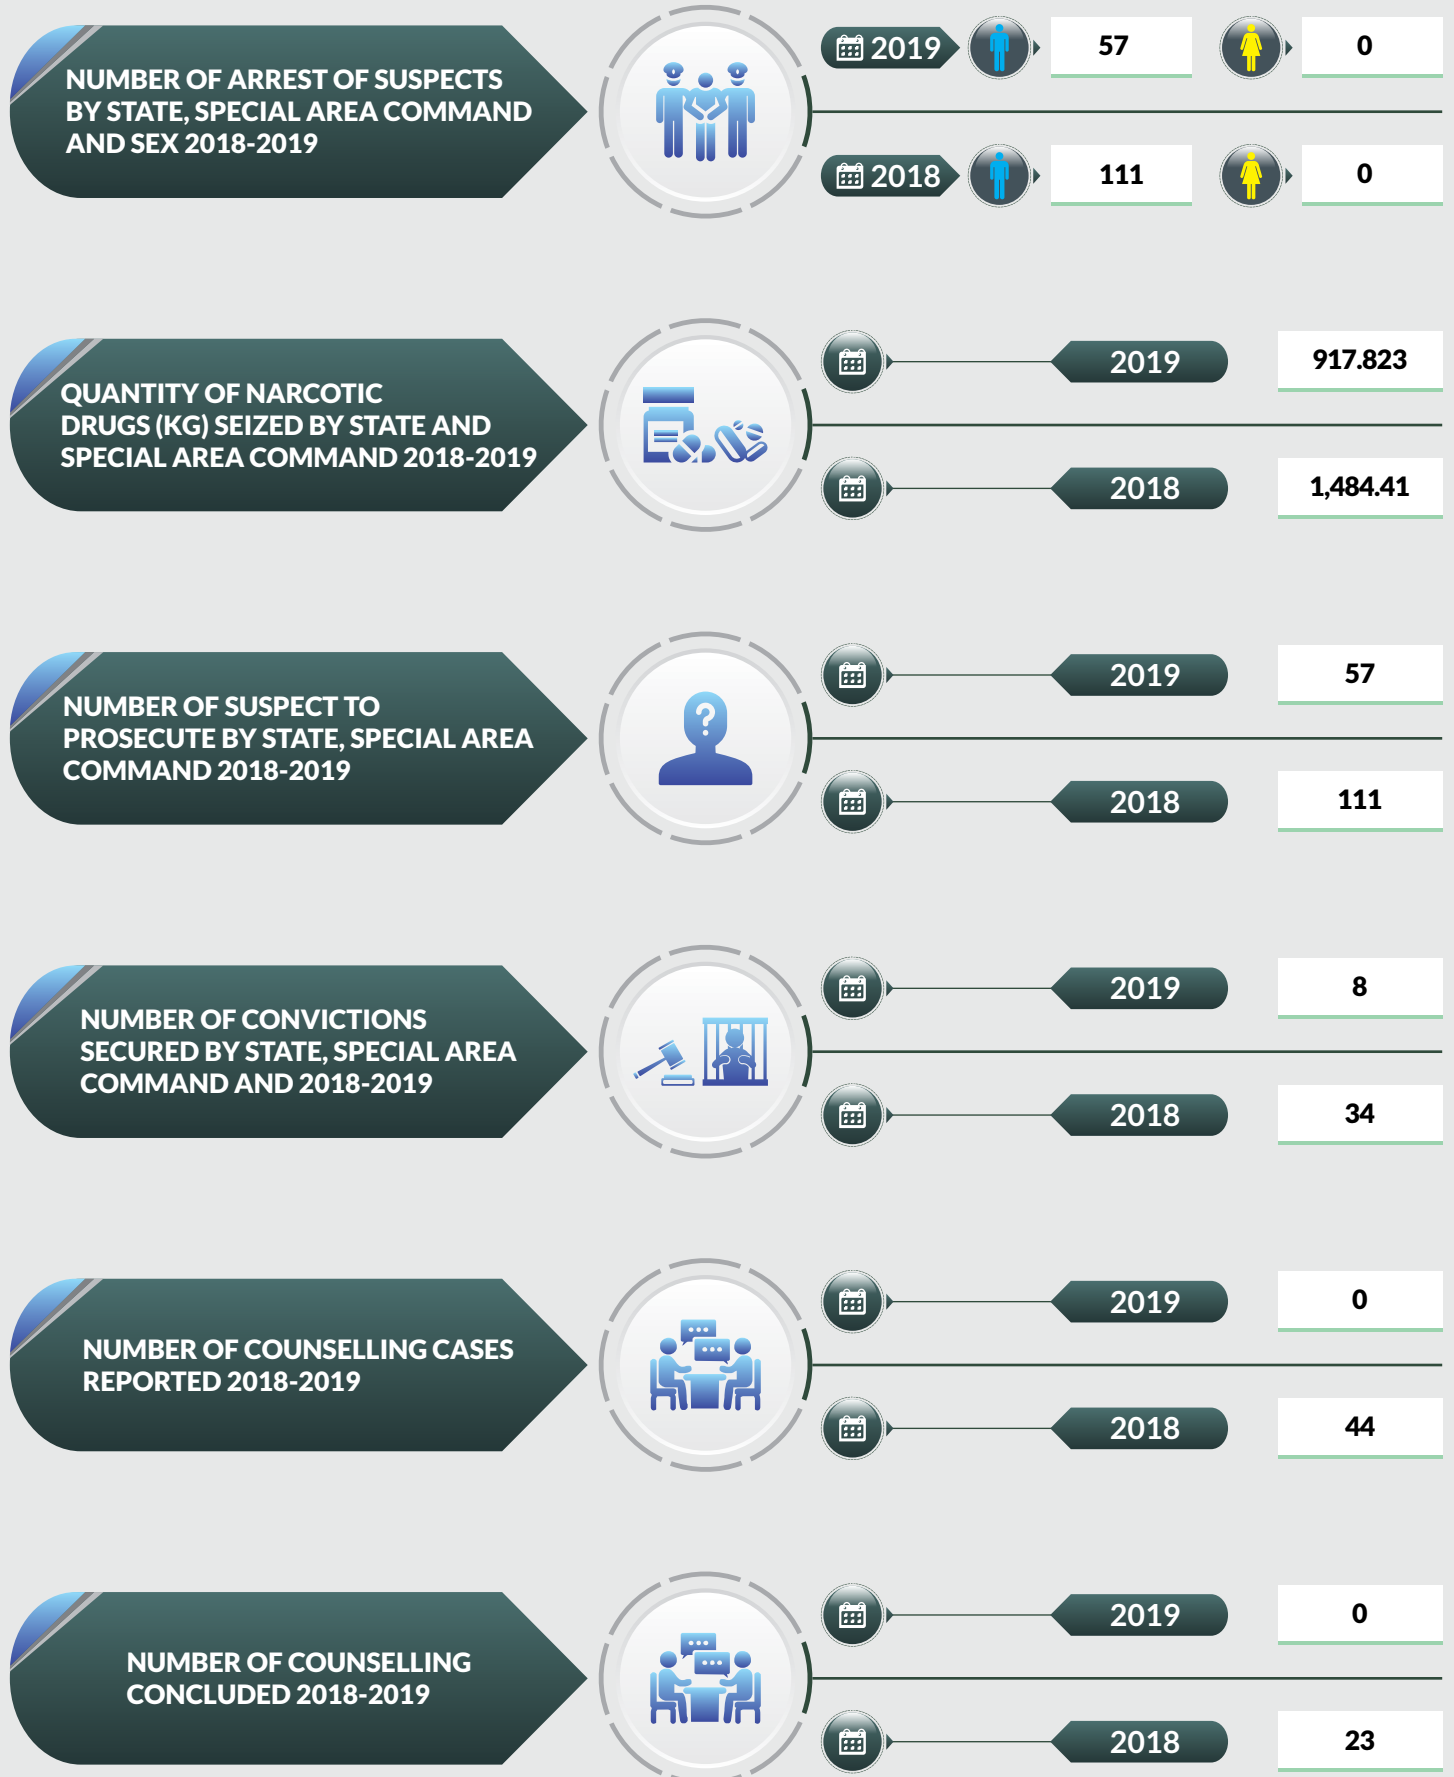 NUMBER OF ARREST OF SUSPECTS
BY STATE, SPECIAL AREA COMMAND
AND SEX 2018-2019
2019
57
0
2018
111
0
QUANTITY OF NARCOTIC
DRUGS (KG) SEIZED BY STATE AND
SPECIAL AREA COMMAND 2018-2019
2019
917.823
2018
1,484.41
NUMBER OF SUSPECT TO
PROSECUTE BY STATE, SPECIAL AREA
COMMAND 2018-2019
?
2019
57
2018
111
NUMBER OF CONVICTIONS
SECURED BY STATE, SPECIAL AREA
COMMAND AND 2018-2019
2019
8
2018
34
NUMBER OF COUNSELLING CASES
REPORTED 2018-2019
2019
0
2018
44
NUMBER OF COUNSELLING
CONCLUDED 2018-2019
2019
0
2018
23